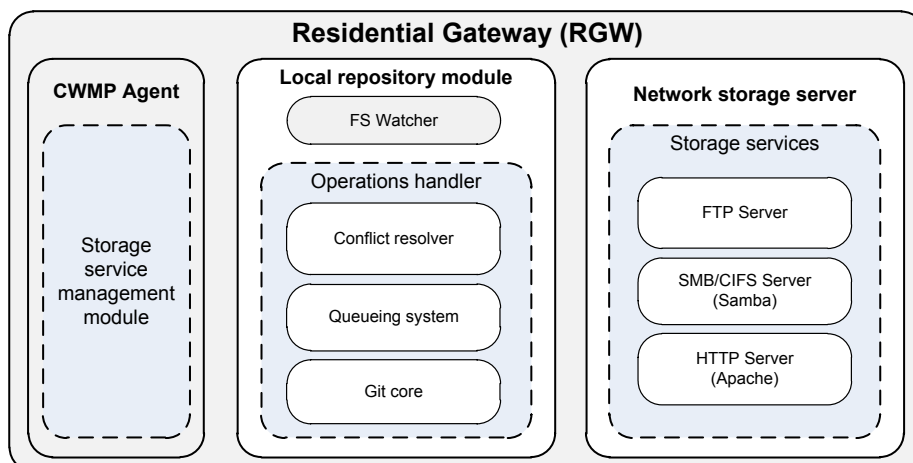 Residential Gateway (RGW)
CWMP Agent
Storage
service
management
module
Local repository module
FS Watcher
Operations handler
Conflict resolver
Queueing system
Git core
Network storage server
Storage services
FTP Server
SMB/CIFS Server
(Samba)
HTTP Server
(Apache)